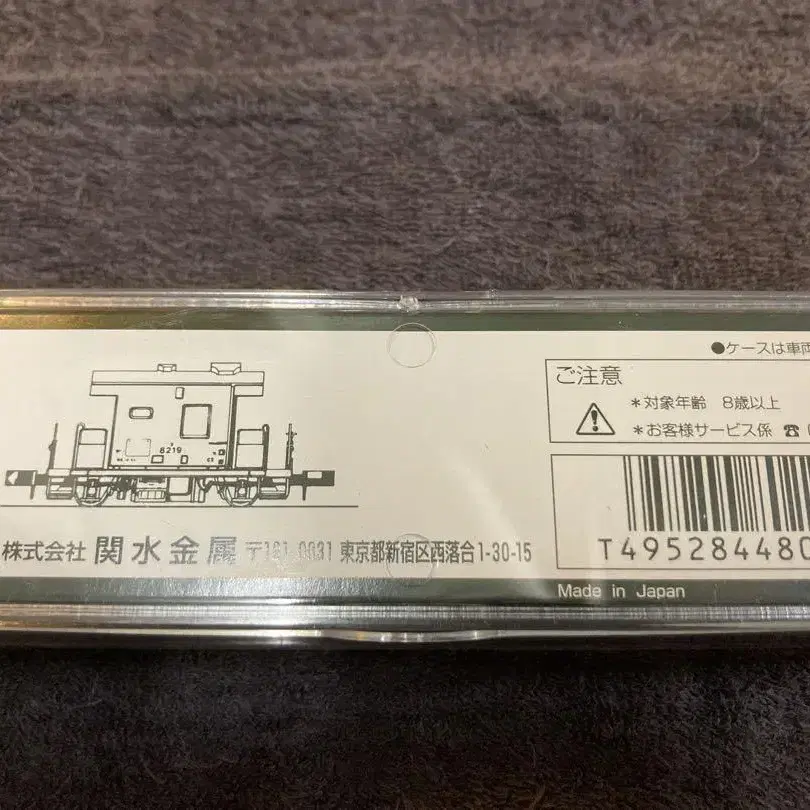 ●ケースは車両
ご注意
＊対象年齢 8歳以上
＊お客様サービス係 ☎
8219
株式会社 関水金属 〒161-0031 東京都新宿区西落合1-30-15
T495284480
Made in Japan